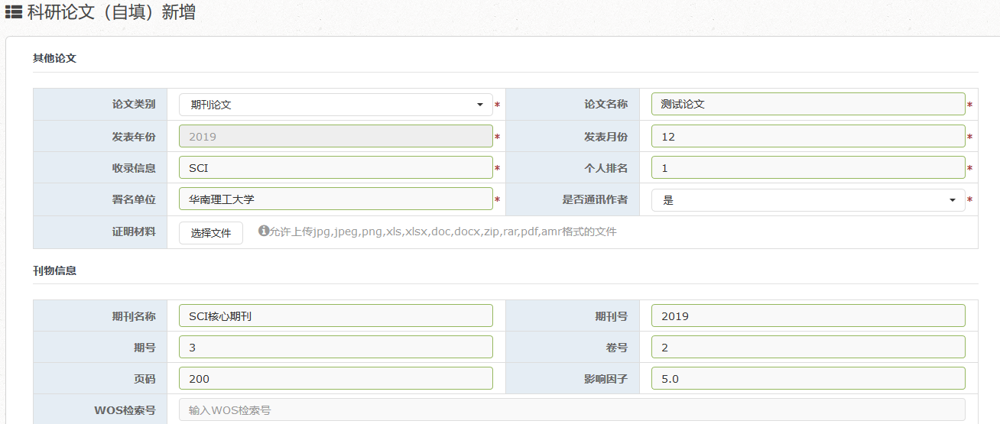 科研论文（自填）新增
其他论文
论文类别 期刊论文 * 论文名称 测试论文 *
发表年份 2019 * 发表月份 12 *
收录信息 SCI * 个人排名 1 *
署名单位 华南理工大学 * 是否通讯作者 是 *
证明材料 选择文件 允许上传jpg,jpeg,png,xls,xlsx,doc,docx,zip,rar,pdf,amr格式的文件
刊物信息
期刊名称 SCI核心期刊 期刊号 2019
期号 3 卷号 2
页码 200 影响因子 5.0
WOS检索号 输入WOS检索号